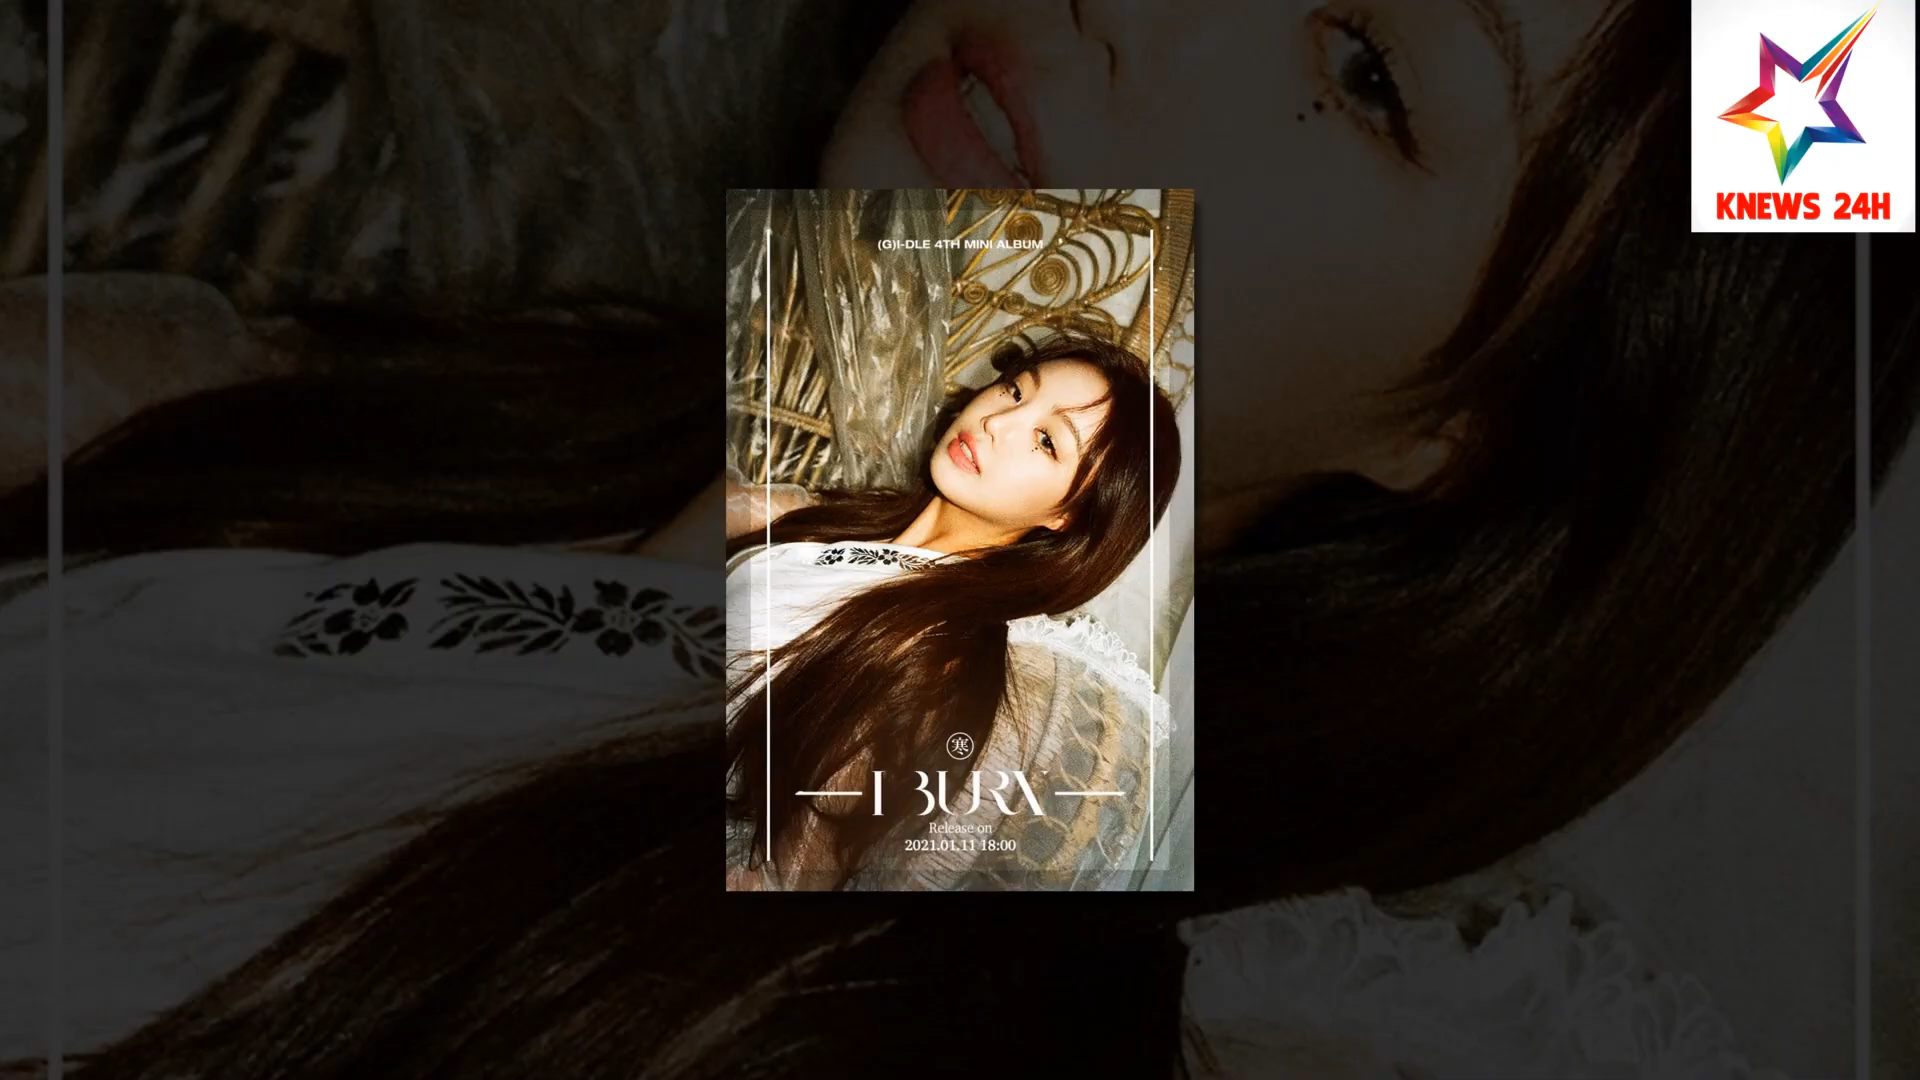 KNEWS 24H
(G)I-DLE 4TH MINI ALBUM
寒
I BURN
Release on
2021.01.11 18:00